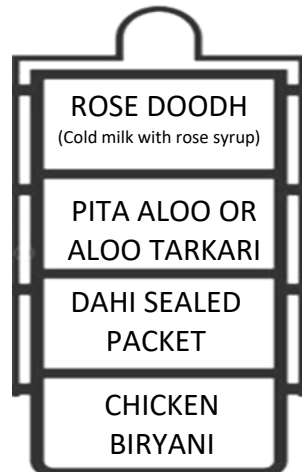 ROSE DOODH
(Cold milk with rose syrup)
PITA ALOO OR
ALOO TARKARI
DAHI SEALED
PACKET
CHICKEN
BIRYANI